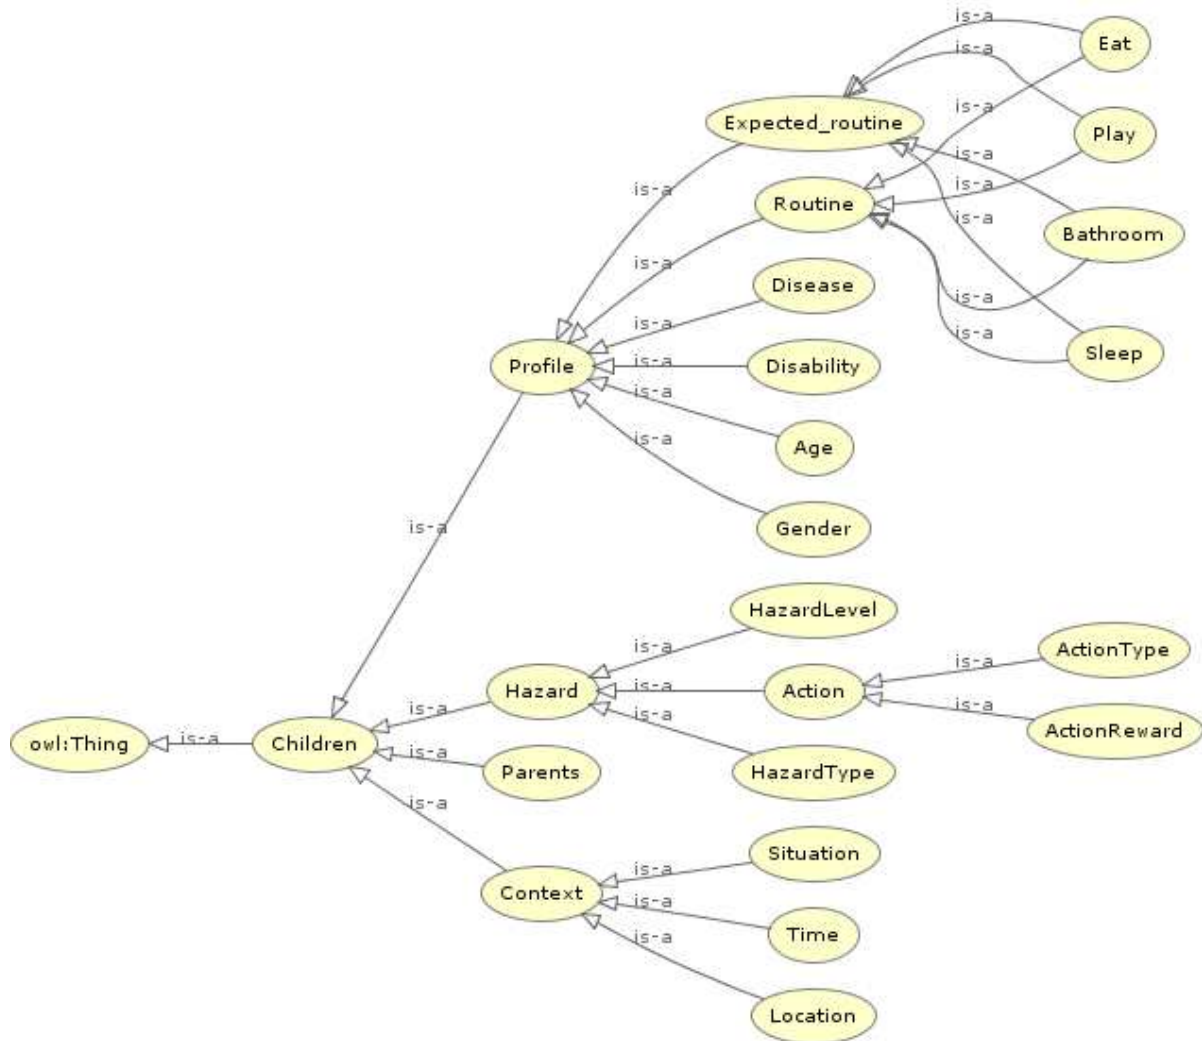 is-a
Eat
is-a
Expected_routine
is-a
Play
is-a
is-a
Routine
is-a
is-a
Bathroom
is-a
Disease
is-a
is-a
is-a
Sleep
Profile
is-a
Disability
is-a
Age
is-a
Gender
is-a
HazardLevel
is-a
ActionType
is-a
Hazard
is-a
Action
is-a
is-a
ActionReward
is-a
owl:Thing
is-a
Children
is-a
Parents
HazardType
is-a
Situation
is-a
Context
is-a
Time
is-a
Location